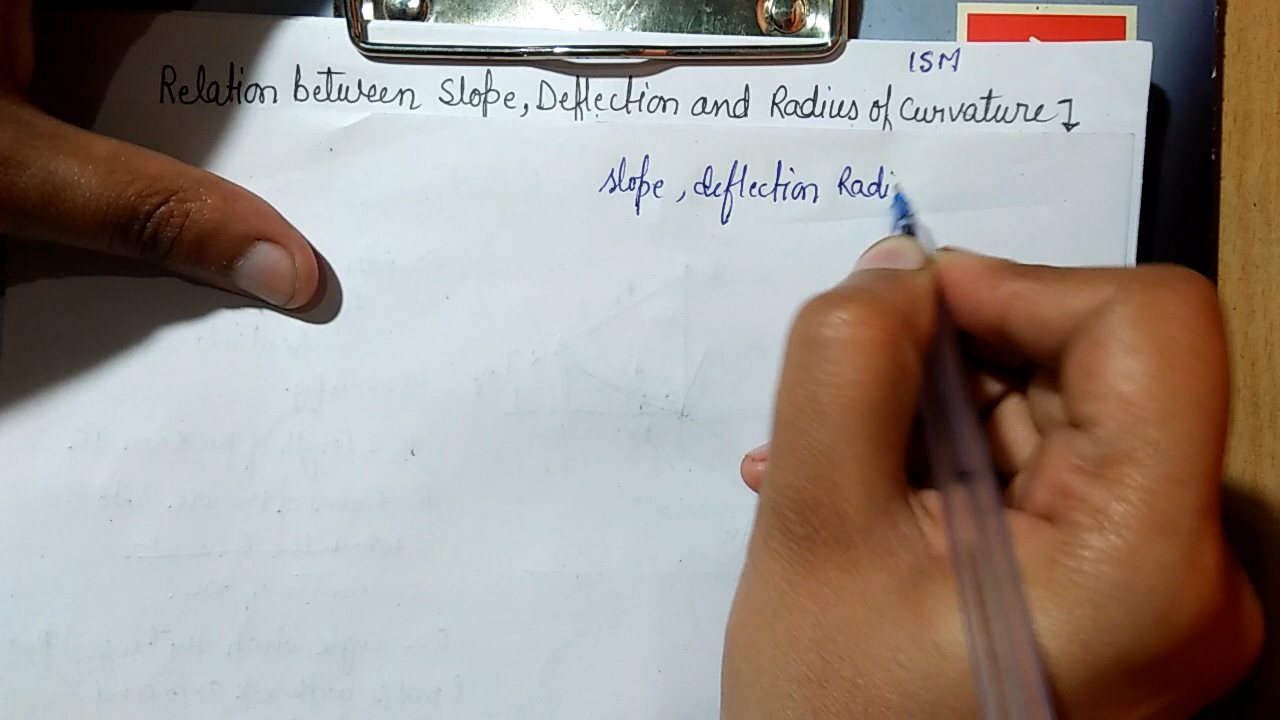 ISM
Relation between Slope, Deflection and Radius of Curvature
slope, deflection Radi